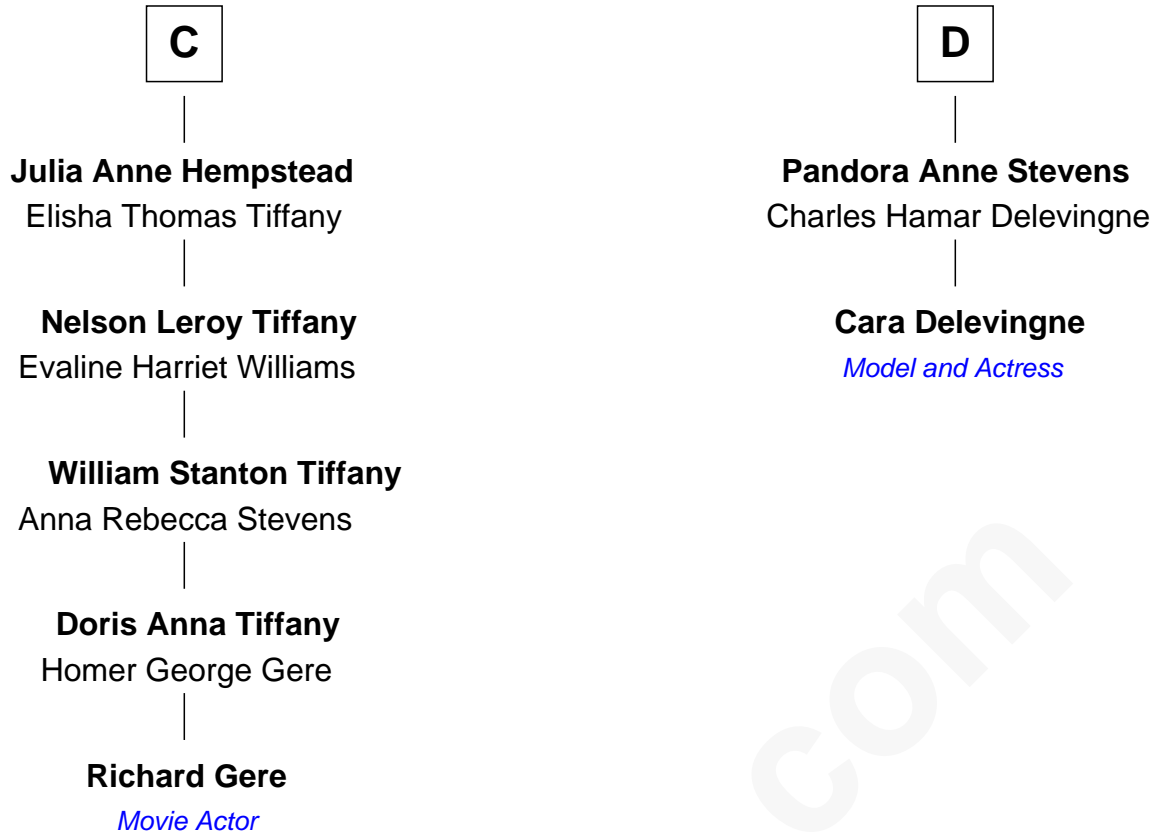 C
Julia Anne Hempstead
Elisha Thomas Tiffany
Nelson Leroy Tiffany
Evaline Harriet Williams
William Stanton Tiffany
Anna Rebecca Stevens
Doris Anna Tiffany
Homer George Gere
Richard Gere
Movie Actor
D
Pandora Anne Stevens
Charles Hamar Delevingne
Cara Delevingne
Model and Actress
com